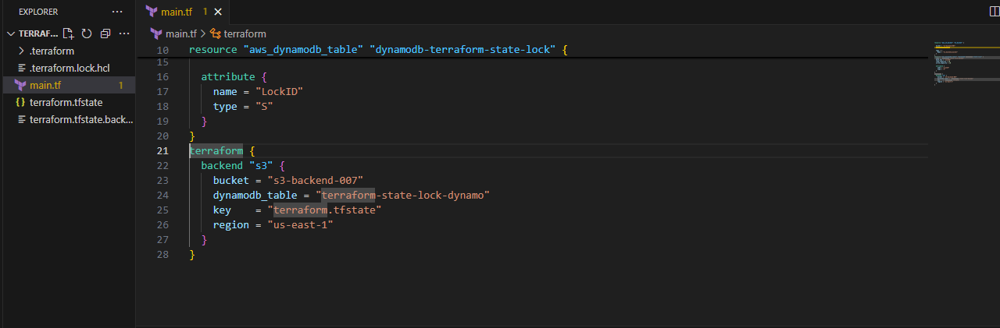 EXPLORER
TERRAF...
.terraform
.terraform.lock.hcl
main.tf 1
terraform.tfstate
terraform.tfstate.back...
main.tf 1
main.tf > terraform
10 resource "aws_dynamodb_table" "dynamodb-terraform-state-lock" {
15
16 attribute {
17 name = "LockID"
18 type = "S"
19 }
20 }
21 terraform {
22 backend "s3" {
23 bucket = "s3-backend-007"
24 dynamodb_table = "terraform-state-lock-dynamo"
25 key    = "terraform.tfstate"
26 region = "us-east-1"
27 }
28 }